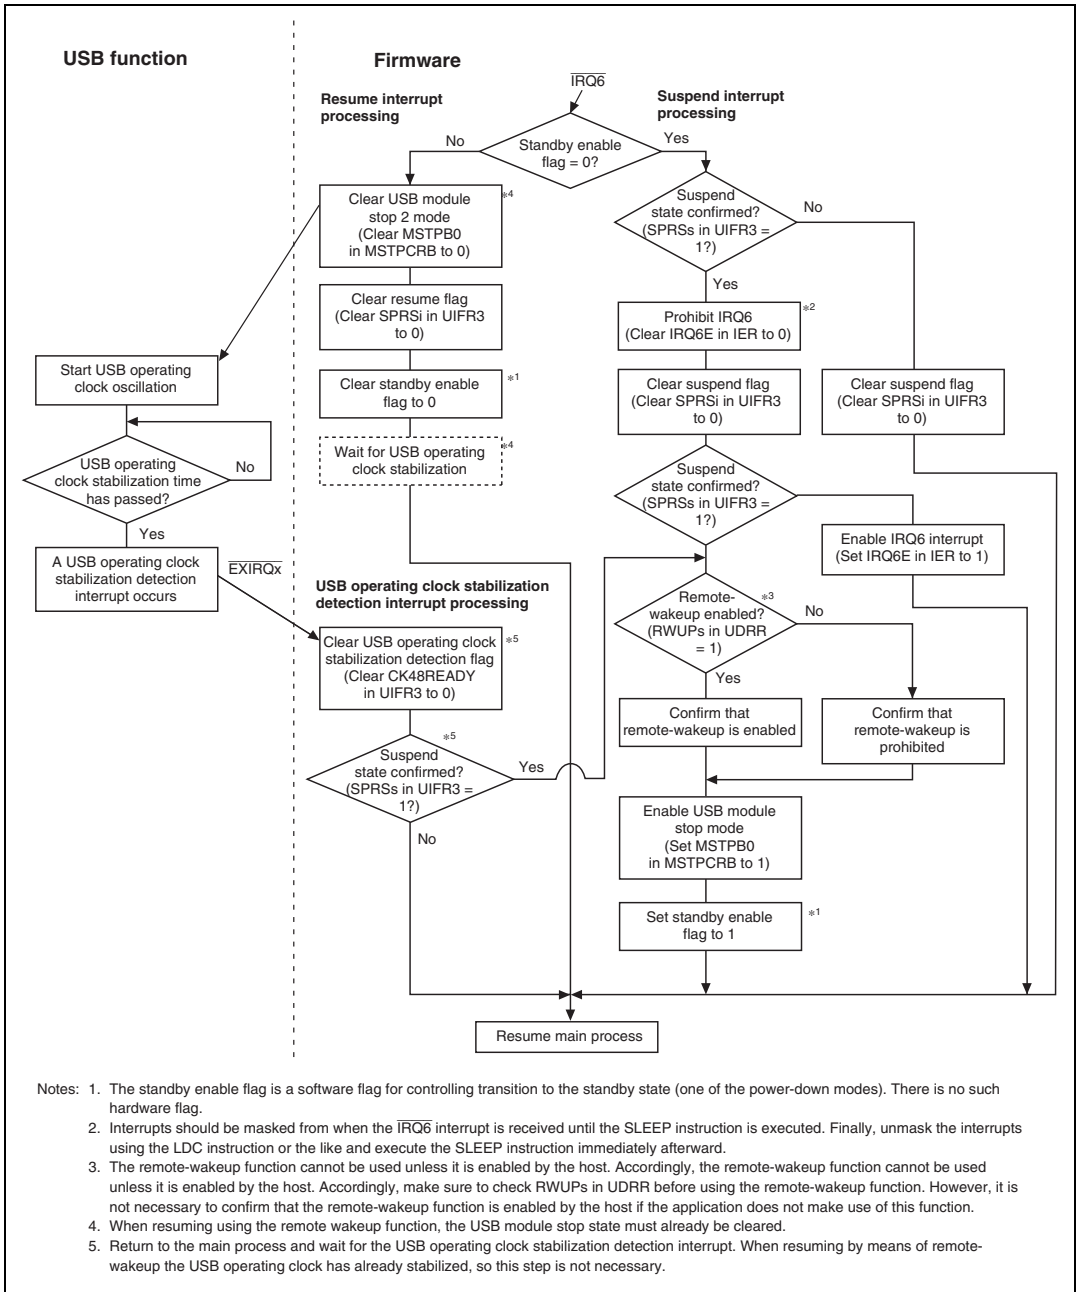 USB function
Firmware
IRQ6
Resume interrupt
processing
Suspend interrupt
processing
No
Standby enable
flag = 0?
Yes
Clear USB module
stop 2 mode
(Clear MSTPB0
in MSTPCRB to 0)
*4
Suspend
state confirmed?
(SPRSs in UIFR3 =
1?)
No
Yes
Clear resume flag
(Clear SPRSi in UIFR3
to 0)
Prohibit IRQ6
(Clear IRQ6E in IER to 0)
*2
Start USB operating
clock oscillation
Clear standby enable
flag to 0
*1
Clear suspend flag
(Clear SPRSi in UIFR3
to 0)
Clear suspend flag
(Clear SPRSi in UIFR3
to 0)
Wait for USB operating
clock stabilization
*4
USB operating
clock stabilization time
has passed?
No
Yes
Suspend
state confirmed?
(SPRSs in UIFR3 =
1?)
Enable IRQ6 interrupt
(Set IRQ6E in IER to 1)
A USB operating clock
stabilization detection
interrupt occurs
EXIRQx
USB operating clock stabilization
detection interrupt processing
Remote-
wakeup enabled?
(RWUPs in UDRR
= 1)
*3
No
Yes
Clear USB operating clock
stabilization detection flag
(Clear CK48READY
in UIFR3 to 0)
*5
Confirm that
remote-wakeup is enabled
Confirm that
remote-wakeup is
prohibited
*5
Suspend
state confirmed?
(SPRSs in UIFR3 =
1?)
Yes
No
Enable USB module
stop mode
(Set MSTPB0
in MSTPCRB to 1)
Set standby enable
flag to 1
*1
Resume main process
Notes: 1. The standby enable flag is a software flag for controlling transition to the standby state (one of the power-down modes). There is no such
hardware flag.
2. Interrupts should be masked from when the IRQ6 interrupt is received until the SLEEP instruction is executed. Finally, unmask the interrupts
using the LDC instruction or the like and execute the SLEEP instruction immediately afterward.
3. The remote-wakeup function cannot be used unless it is enabled by the host. Accordingly, the remote-wakeup function cannot be used
unless it is enabled by the host. Accordingly, make sure to check RWUPs in UDRR before using the remote-wakeup function. However, it is
not necessary to confirm that the remote-wakeup function is enabled by the host if the application does not make use of this function.
4. When resuming using the remote wakeup function, the USB module stop state must already be cleared.
5. Return to the main process and wait for the USB operating clock stabilization detection interrupt. When resuming by means of remote-
wakeup the USB operating clock has already stabilized, so this step is not necessary.